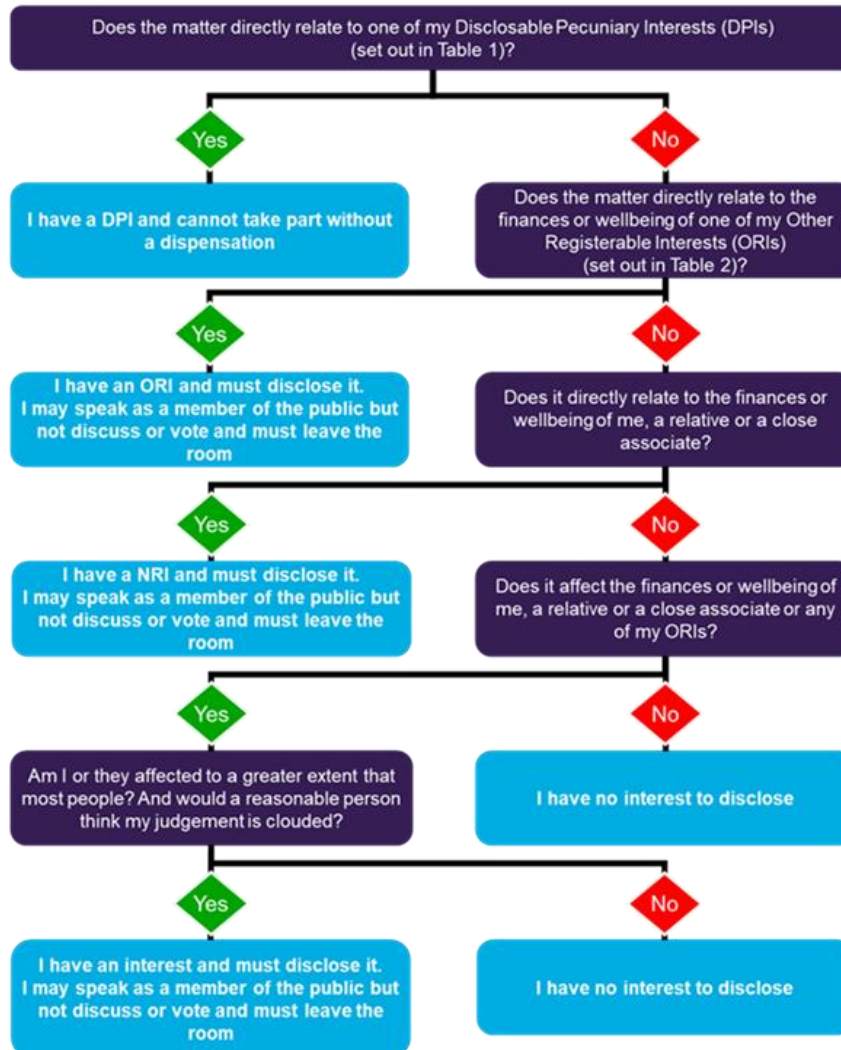 Does the matter directly relate to one of my Disclosable Pecuniary Interests (DPIs)
(set out in Table 1)?
Yes
No
I have a DPI and cannot take part without
a dispensation
Does the matter directly relate to the
finances or wellbeing of one of my Other
Registerable Interests (ORIs)
(set out in Table 2)?
Yes
No
I have an ORI and must disclose it.
I may speak as a member of the public but
not discuss or vote and must leave the
room
Does it directly relate to the finances or
wellbeing of me, a relative or a close
associate?
Yes
No
I have a NRI and must disclose it.
I may speak as a member of the public but
not discuss or vote and must leave the
room
Does it affect the finances or wellbeing of
me, a relative or a close associate or any
of my ORIs?
Yes
No
Am I or they affected to a greater extent that
most people? And would a reasonable person
think my judgement is clouded?
I have no interest to disclose
Yes
No
I have an interest and must disclose it.
I may speak as a member of the public but
not discuss or vote and must leave the
room
I have no interest to disclose